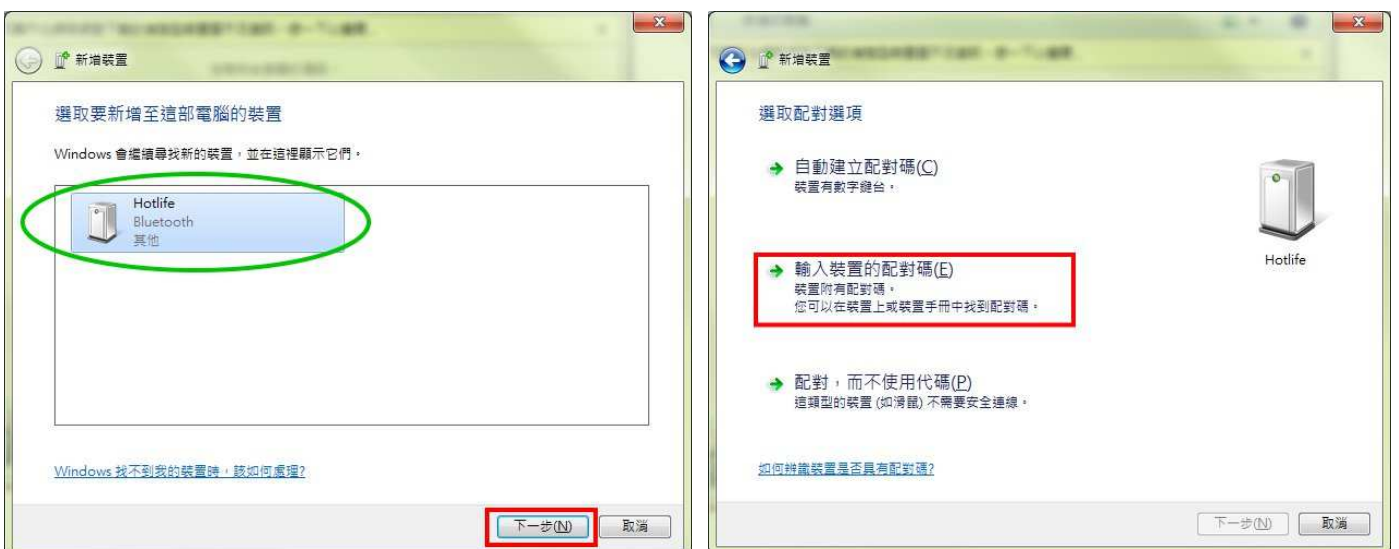 新增裝置
選取要新增至這部電腦的裝置
Windows 會繼續尋找新的裝置，並在這裡顯示它們。
Hotlife
Bluetooth
其他
Windows 找不到我的裝置時，該如何處理?
下一步(N)
取消
新增裝置
選取配對選項
自動建立配對碼(C)
裝置有數字鍵台。
輸入裝置的配對碼(E)
裝置附有配對碼。
您可以在裝置上或裝置手冊中找到配對碼。
Hotlife
配對，而不使用代碼(P)
這類型的裝置 (如滑鼠) 不需要安全連線。
如何辨識裝置是否具有配對碼?
下一步(N)
取消